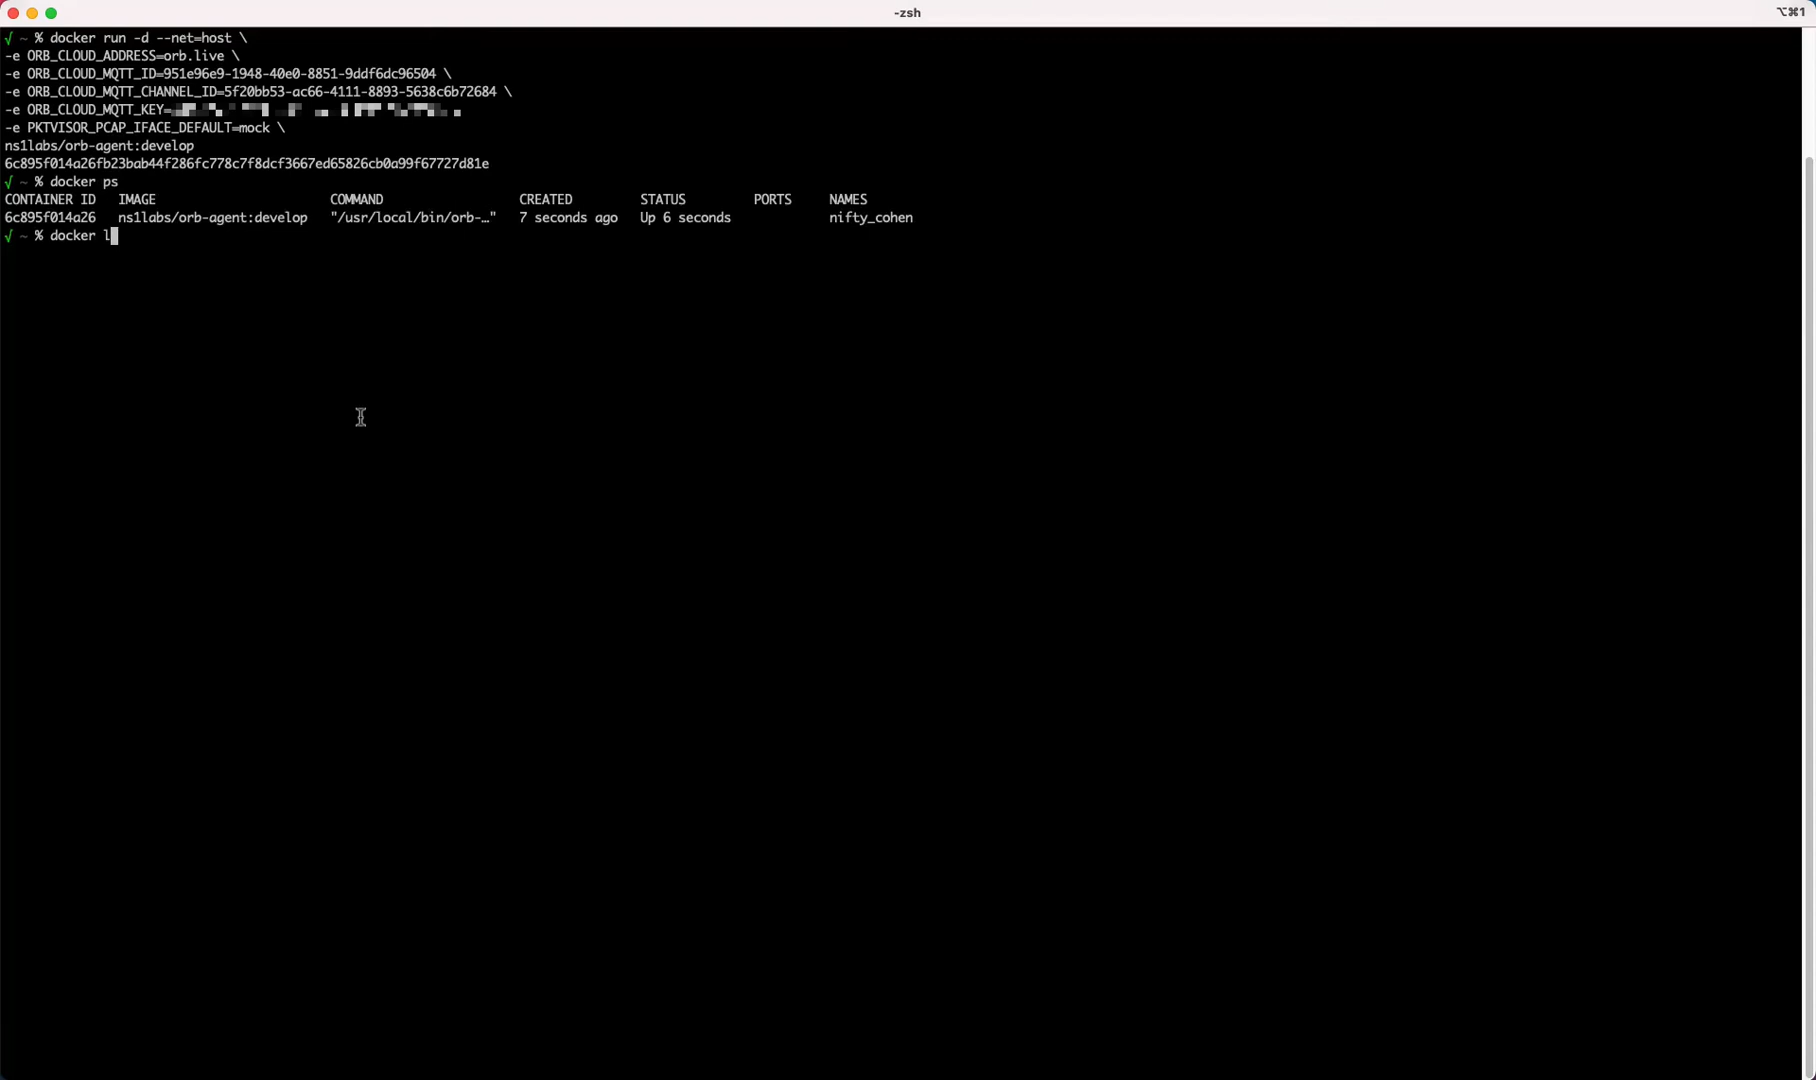 -zsh
⌥⌘1
√ ~ % docker run -d --net=host \
-e ORB_CLOUD_ADDRESS=orb.live \
-e ORB_CLOUD_MQTT_ID=951e96e9-1948-40e0-8851-9ddf6dc96504 \
-e ORB_CLOUD_MQTT_CHANNEL_ID=5f20bb53-ac66-4111-8893-5638c6b72684 \
-e ORB_CLOUD_MQTT_KEY=
-e PKTVISOR_PCAP_IFACE_DEFAULT=mock \
ns1labs/orb-agent:develop
6c895f014a26fb23bab44f286fc778c7f8dcf3667ed65826cb0a99f67727d81e
√ ~ % docker ps
CONTAINER ID IMAGE COMMAND CREATED STATUS PORTS NAMES
6c895f014a26 ns1labs/orb-agent:develop "/usr/local/bin/orb-…" 7 seconds ago Up 6 seconds nifty_cohen
√ ~ % docker l